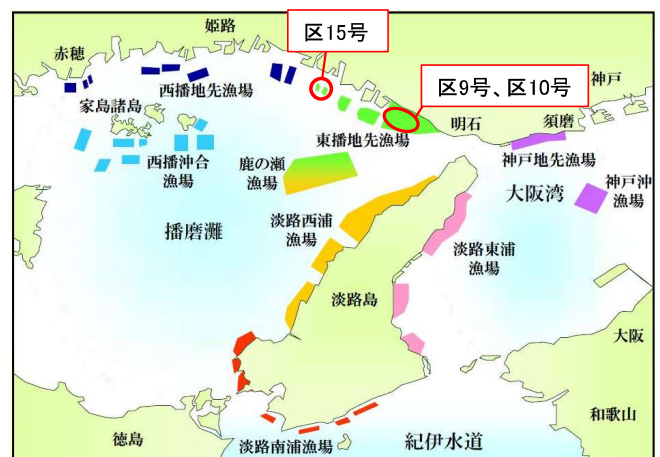 姫路
区15号
赤穂
区9号、区10号
神戸
西播地先漁場
家島諸島
明石
須磨
東播地先漁場
神戸地先漁場
西播沖合
漁場
鹿の瀬
漁場
神戸沖
漁場
大阪湾
淡路西浦
漁場
播磨灘
淡路東浦
漁場
淡路島
大阪
和歌山
徳島
淡路南浦漁場
紀伊水道